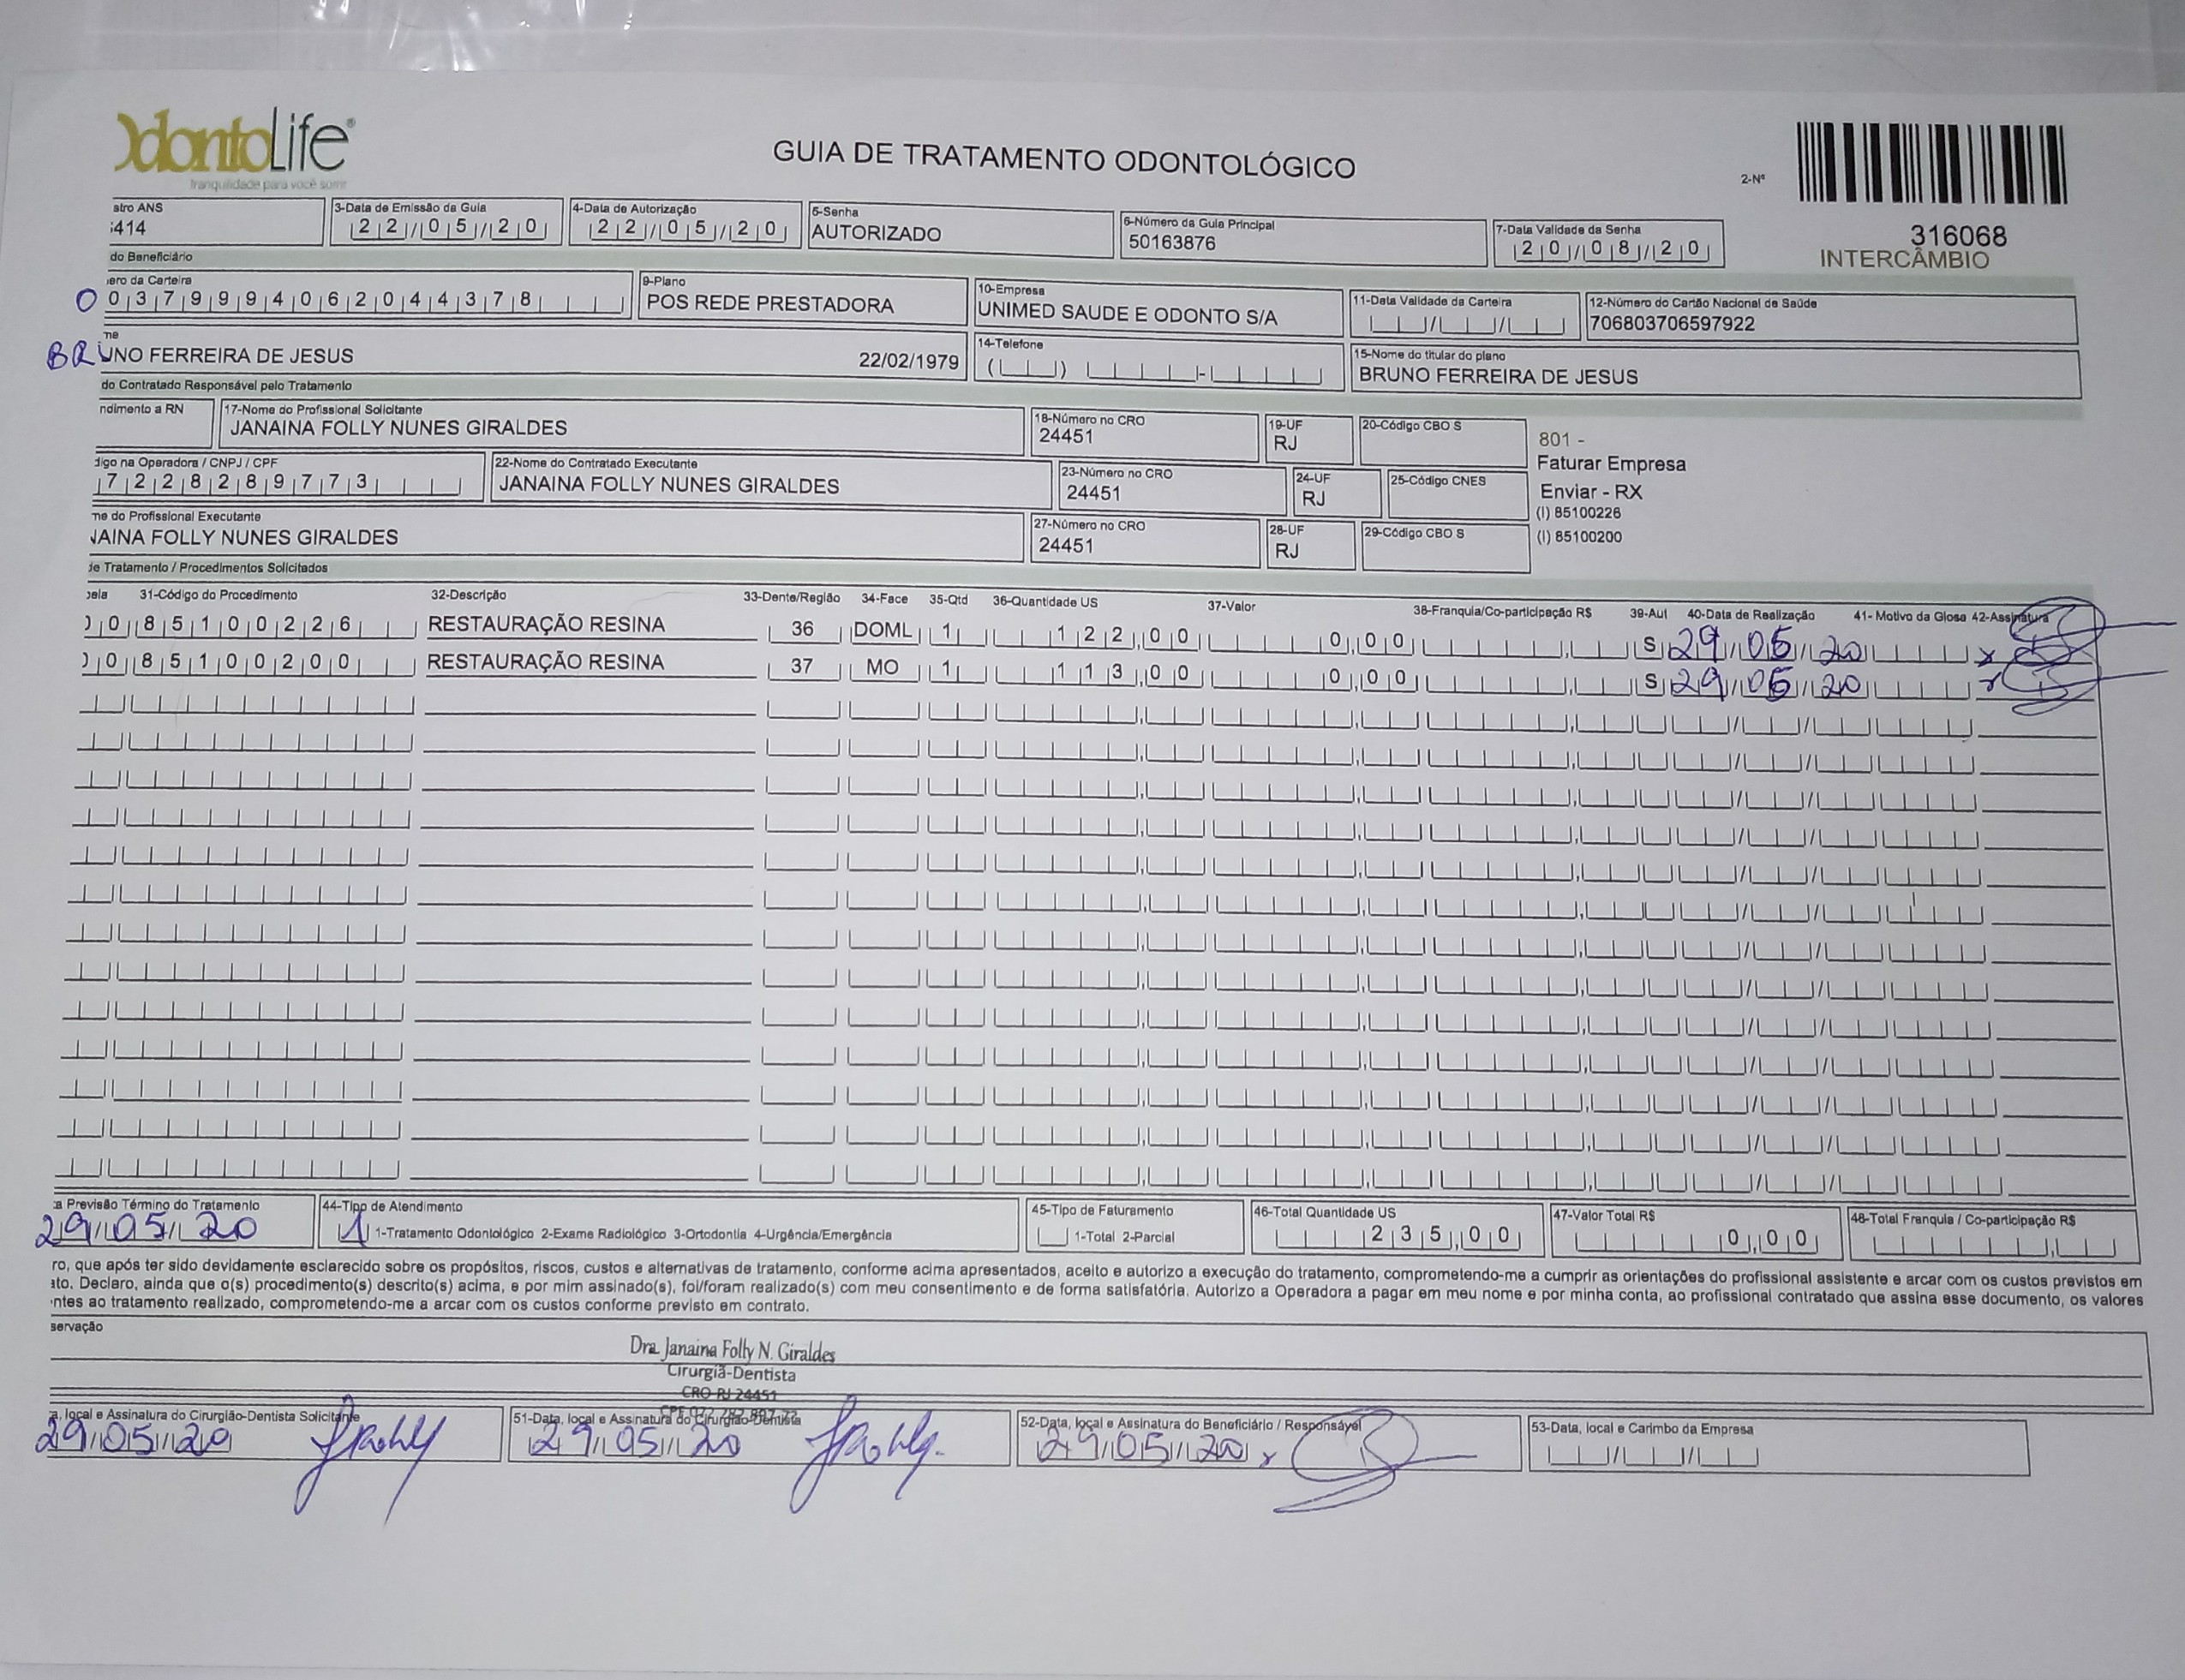 OdontoLife®
tranquilidade para você sorrir
GUIA DE TRATAMENTO ODONTOLÓGICO
2-Nº
316068
INTERCÂMBIO
stro ANS
414
3-Data de Emissão da Guia
22/05/20
4-Data de Autorização
22/05/20
5-Senha
AUTORIZADO
6-Número da Guia Principal
50163876
7-Data Validade da Senha
20/08/20
do Beneficiário
ero da Carteira
0 03799940620443 78
9-Plano
POS REDE PRESTADORA
10-Empresa
UNIMED SAUDE E ODONTO S/A
11-Data Validade da Carteira
12-Número do Cartão Nacional de Saúde
706803706597922
me
BRUNO FERREIRA DE JESUS 22/02/1979
14-Telefone
15-Nome do titular do plano
BRUNO FERREIRA DE JESUS
do Contratado Responsável pelo Tratamento
ndimento a RN
17-Nome do Profissional Solicitante
JANAINA FOLLY NUNES GIRALDES
18-Número no CRO
24451
19-UF
RJ
20-Código CBO S
801 -
Faturar Empresa
Enviar - RX
(I) 85100226
(I) 85100200
digo na Operadora / CNPJ / CPF
7228289773
22-Nome do Contratado Executante
JANAINA FOLLY NUNES GIRALDES
23-Número no CRO
24451
24-UF
RJ
25-Código CNES
me do Profissional Executante
NAINA FOLLY NUNES GIRALDES
27-Número no CRO
24451
28-UF
RJ
29-Código CBO S
de Tratamento / Procedimentos Solicitados
bela 31-Código do Procedimento 32-Descrição 33-Dente/Região 34-Face 35-Qtd 36-Quantidade US 37-Valor 38-Franquia/Co-participação R$ 39-Aut 40-Data de Realização 41- Motivo da Glosa 42-Assinatura
0 85100226 RESTAURAÇÃO RESINA 36 DOML 1 122,00 0,00 S 29/05/20 x
0 85100200 RESTAURAÇÃO RESINA 37 MO 1 113,00 0,00 S 29/05/20 x
a Previsão Término do Tratamento
29/05/20
44-Tipo de Atendimento
1 1-Tratamento Odontológico 2-Exame Radiológico 3-Ortodontia 4-Urgência/Emergência
45-Tipo de Faturamento
1-Total 2-Parcial
46-Total Quantidade US
235,00
47-Valor Total R$
0,00
48-Total Franquia / Co-participação R$
ro, que após ter sido devidamente esclarecido sobre os propósitos, riscos, custos e alternativas de tratamento, conforme acima apresentados, aceito e autorizo a execução do tratamento, comprometendo-me a cumprir as orientações do profissional assistente e arcar com os custos previstos em
ato. Declaro, ainda que o(s) procedimento(s) descrito(s) acima, e por mim assinado(s), foi/foram realizado(s) com meu consentimento e de forma satisfatória. Autorizo a Operadora a pagar em meu nome e por minha conta, ao profissional contratado que assina esse documento, os valores
ntes ao tratamento realizado, comprometendo-me a arcar com os custos conforme previsto em contrato.
servação
Dra. Janaina Folly N. Giraldes
Cirurgiã-Dentista
CRO RJ 24451
a, local e Assinatura do Cirurgião-Dentista Solicitante
29/05/20
51-Data, local e Assinatura do Cirurgião-Dentista
29/05/20
52-Data, local e Assinatura do Beneficiário / Responsável
29/05/20 x
53-Data, local e Carimbo da Empresa